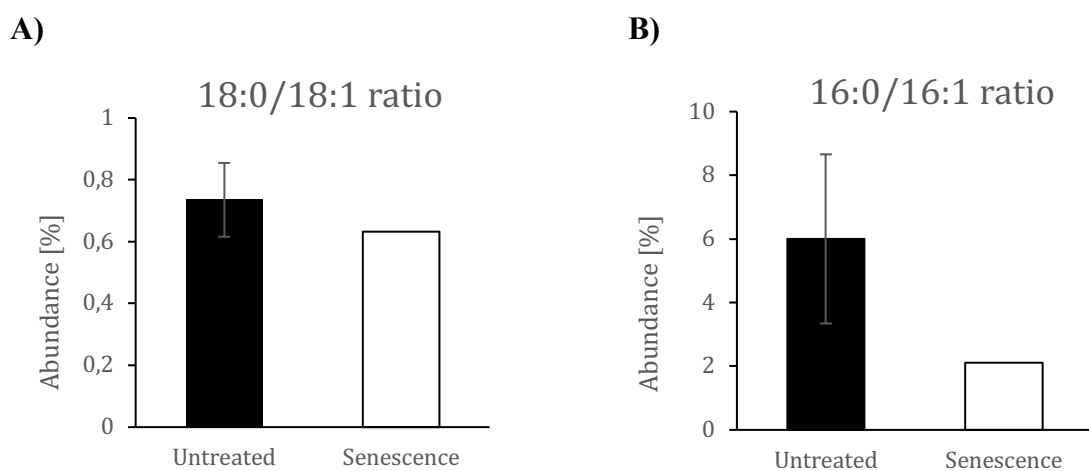 A)
18:0/18:1 ratio
Abundance [%]
1
0,8
0,6
0,4
0,2
0
Untreated Senescence
B)
16:0/16:1 ratio
Abundance [%]
10
8
6
4
2
0
Untreated Senescence